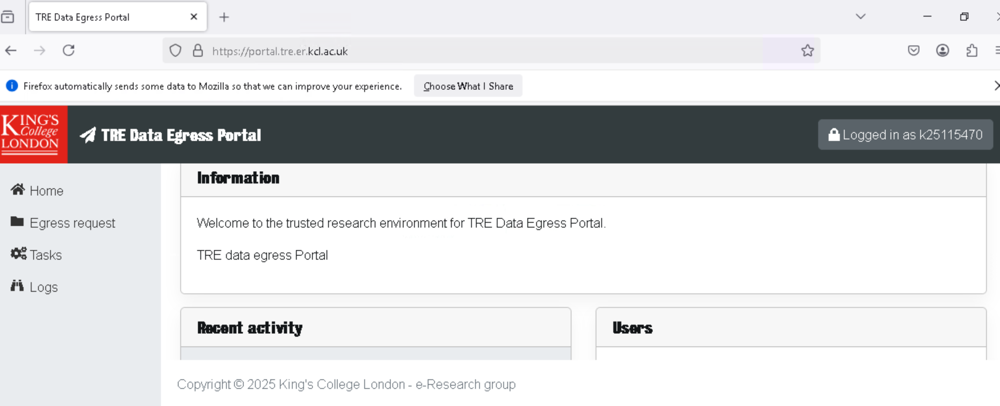 TRE Data Egress Portal
https://portal.tre.er.kcl.ac.uk
Firefox automatically sends some data to Mozilla so that we can improve your experience. Choose What I Share
KING'S
College
LONDON
TRE Data Egress Portal
Logged in as k25115470
Home
Egress request
Tasks
Logs
Information
Welcome to the trusted research environment for TRE Data Egress Portal.
TRE data egress Portal
Recent activity
Users
Copyright © 2025 King's College London - e-Research group